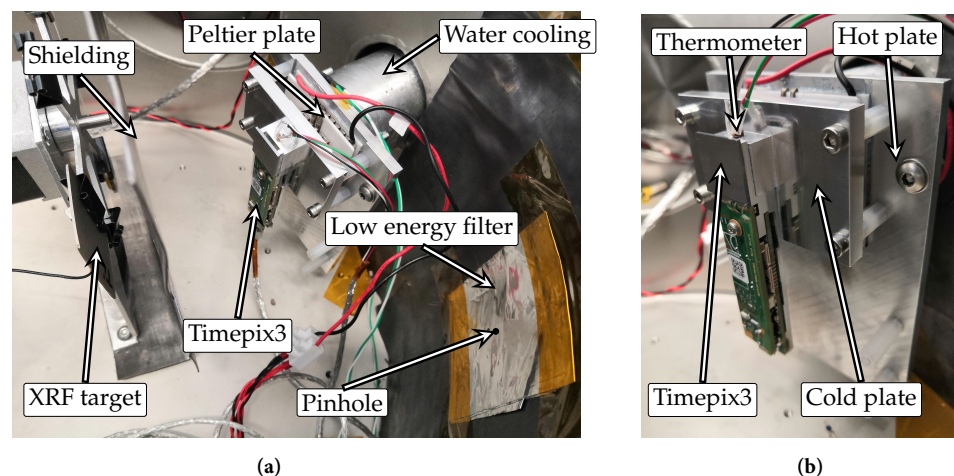 Peltier plate
Water cooling
Shielding
Low energy filter
Timepix3
XRF target
Pinhole
(a)
Thermometer
Hot plate
Timepix3
Cold plate
(b)